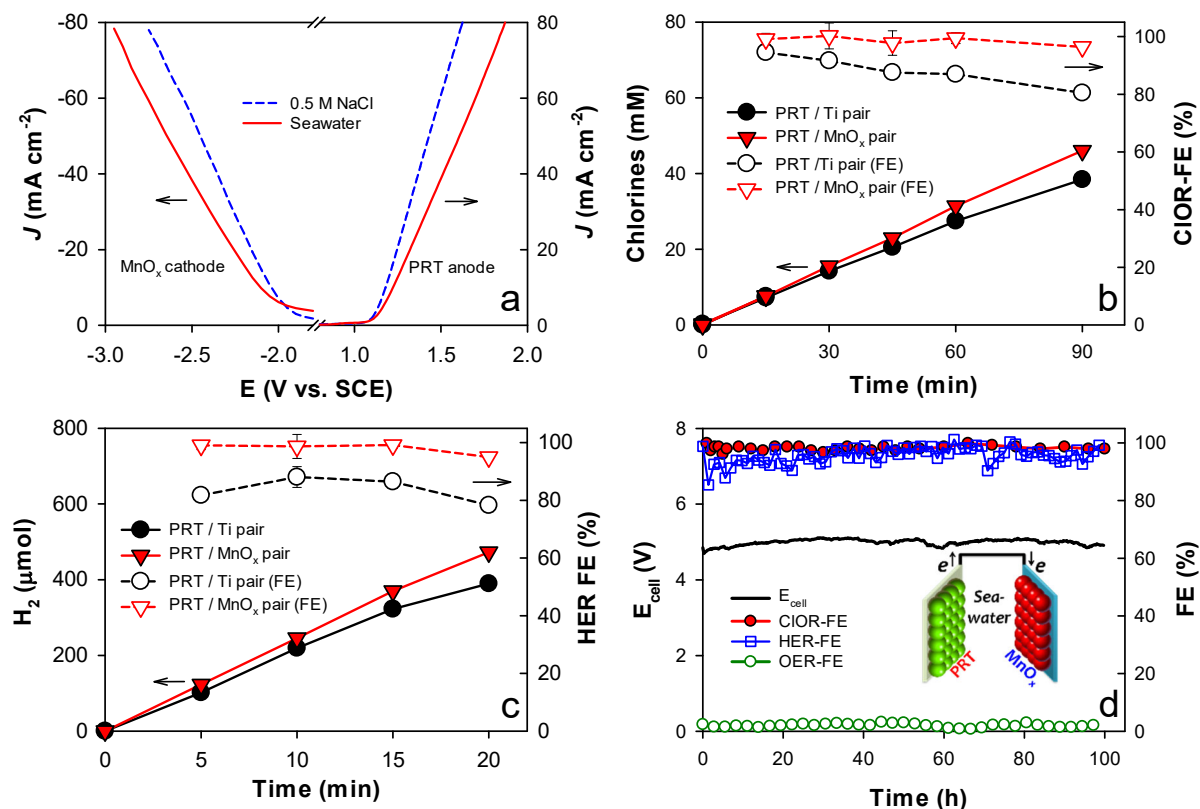 -80
-60
-40
-20
0
J (mA cm-2)
80
60
40
20
0
J (mA cm-2)
0.5 M NaCl
Seawater
MnOx cathode
PRT anode
a
-3.0 -2.0 1.0 1.5 2.0
E (V vs. SCE)
80
60
40
20
0
Chlorines (mM)
100
80
60
40
20
0
ClOR-FE (%)
PRT / Ti pair
PRT / MnOx pair
PRT /Ti pair (FE)
PRT / MnOx pair (FE)
b
0 30 60 90
Time (min)
800
600
400
200
0
H2 (μmol)
100
80
60
40
20
0
HER FE (%)
PRT / Ti pair
PRT / MnOx pair
PRT / Ti pair (FE)
PRT / MnOx pair (FE)
c
0 5 10 15 20
Time (min)
8
6
4
2
0
Ecell (V)
100
80
60
40
20
0
FE (%)
Ecell
ClOR-FE
HER-FE
OER-FE
e
e
Sea-
water
PRT
MnOx
d
0 20 40 60 80 100
Time (h)